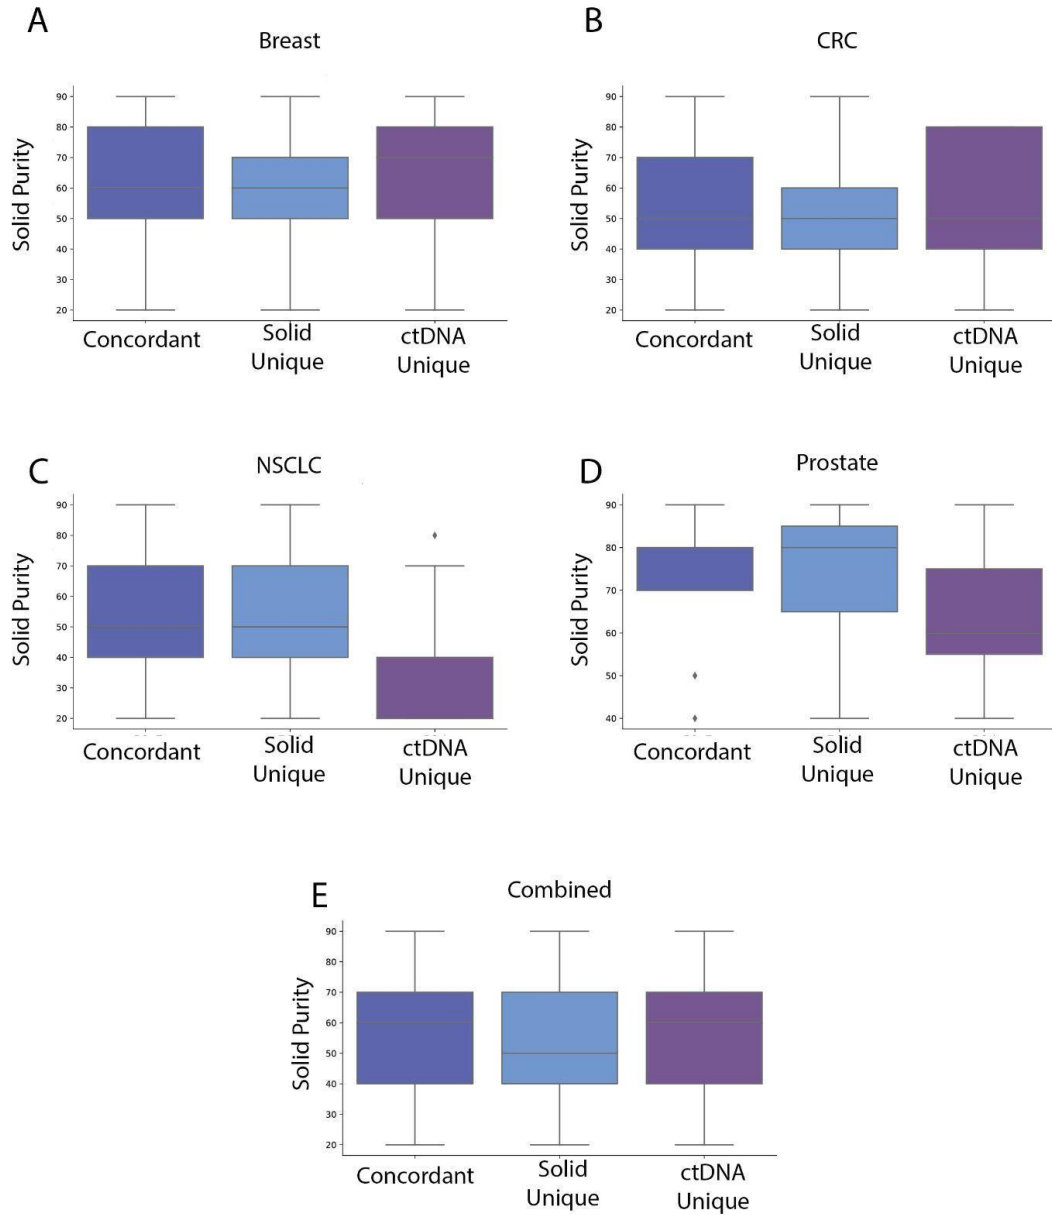 A
Breast
Solid Purity
90
80
70
60
50
40
30
20
Concordant
Solid
Unique
ctDNA
Unique
B
CRC
Solid Purity
90
80
70
60
50
40
30
20
Concordant
Solid
Unique
ctDNA
Unique
C
NSCLC
Solid Purity
90
80
70
60
50
40
30
20
Concordant
Solid
Unique
ctDNA
Unique
D
Prostate
Solid Purity
90
80
70
60
50
40
Concordant
Solid
Unique
ctDNA
Unique
E
Combined
Solid Purity
90
80
70
60
50
40
30
20
Concordant
Solid
Unique
ctDNA
Unique